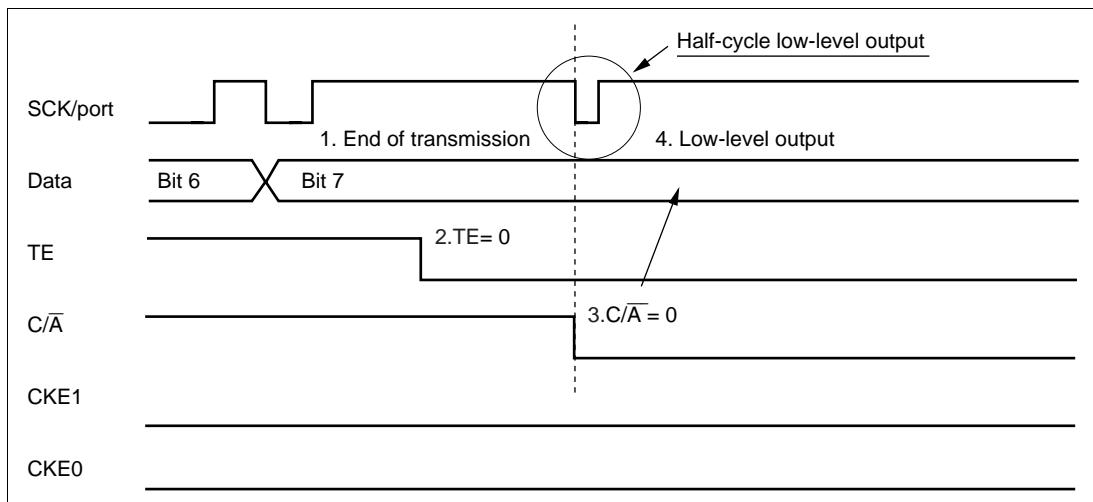 Half-cycle low-level output
SCK/port
1. End of transmission
4. Low-level output
Data
Bit 6
Bit 7
TE
2.TE= 0
C/A̅
3.C/A̅ = 0
CKE1
CKE0